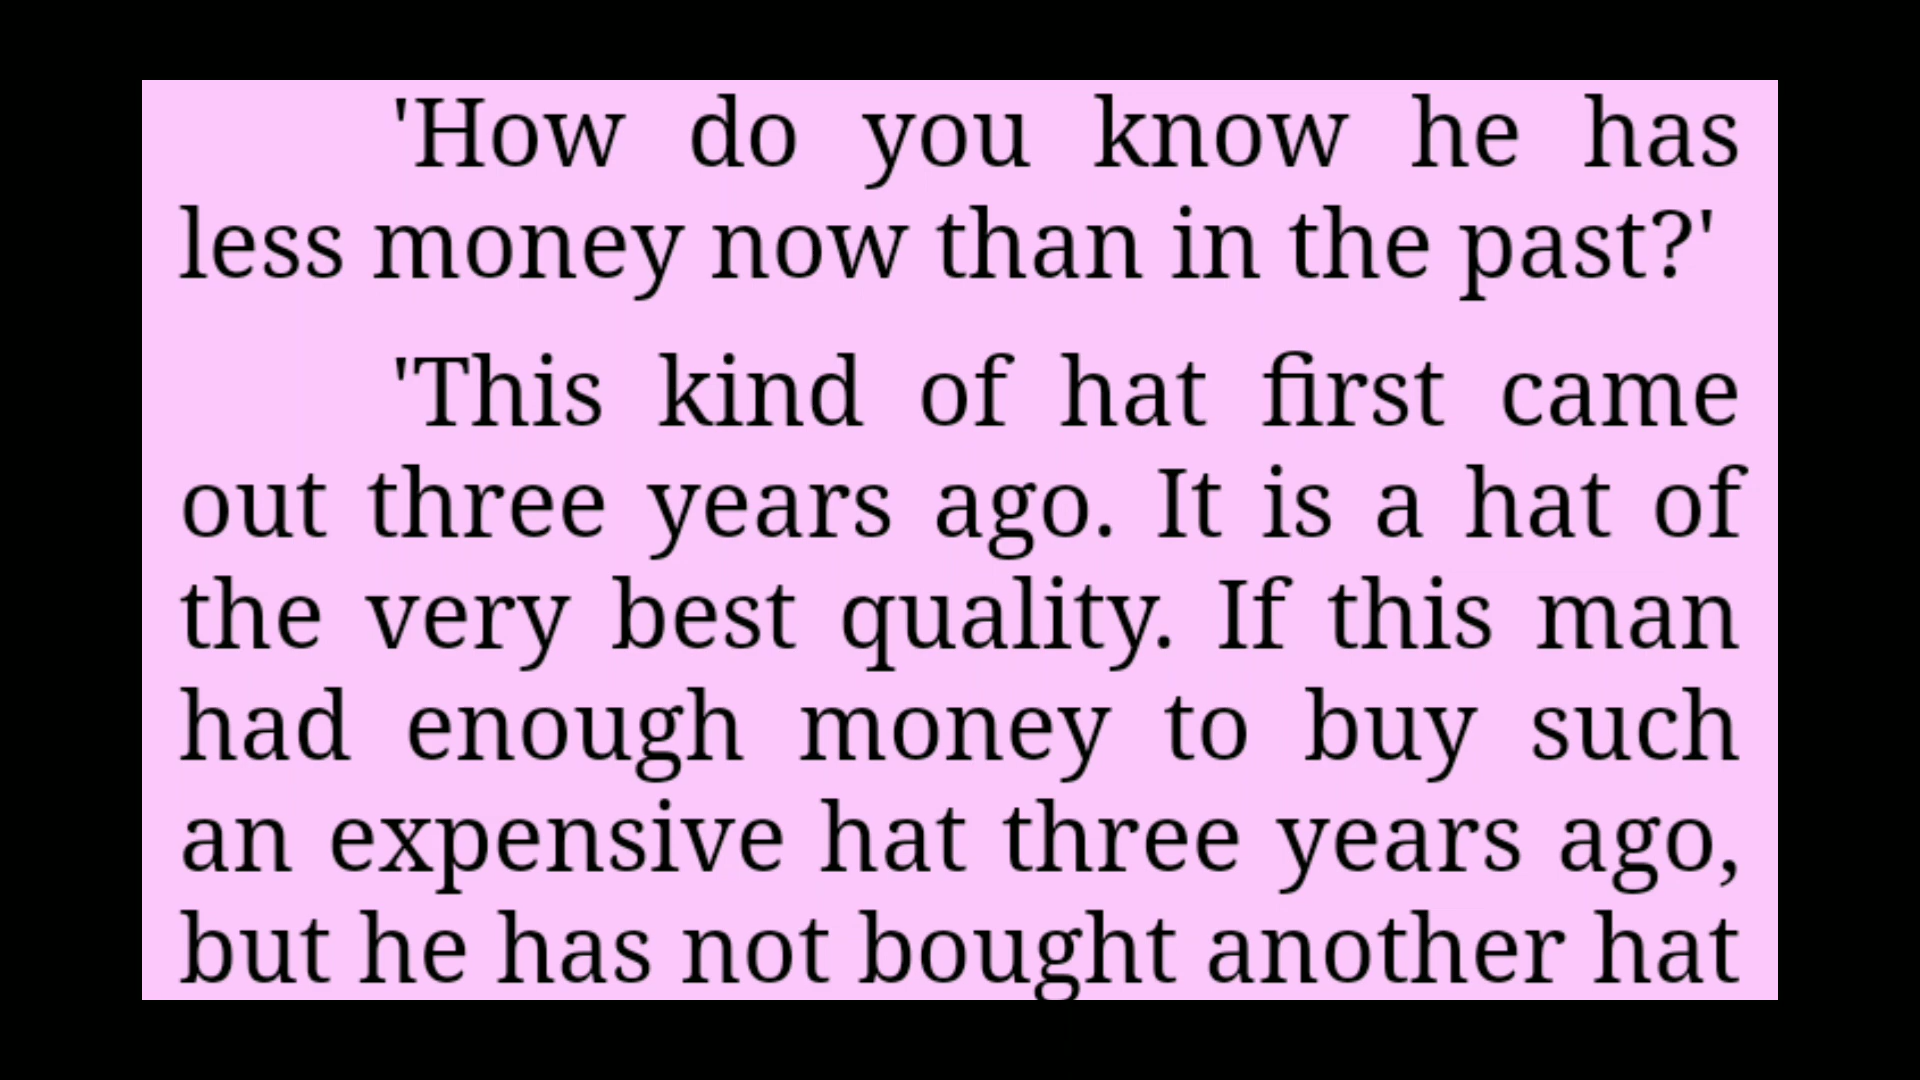 'How do you know he has
less money now than in the past?'
'This kind of hat first came
out three years ago. It is a hat of
the very best quality. If this man
had enough money to buy such
an expensive hat three years ago,
but he has not bought another hat